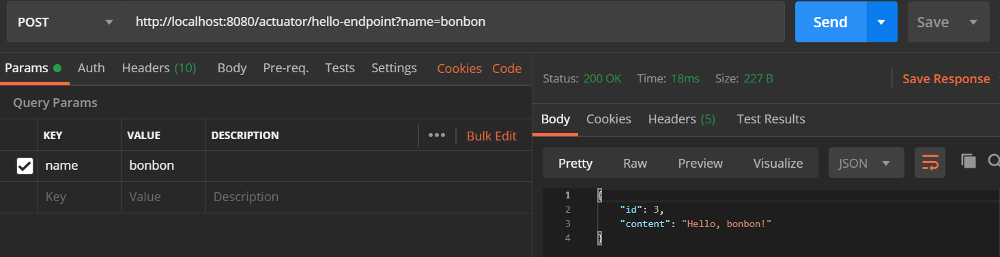 POST http://localhost:8080/actuator/hello-endpoint?name=bonbon Send Save
Params Auth Headers (10) Body Pre-req. Tests Settings Cookies Code
Query Params
KEY VALUE DESCRIPTION ••• Bulk Edit
name bonbon
Key Value Description
Status: 200 OK Time: 18ms Size: 227 B Save Response
Body Cookies Headers (5) Test Results
Pretty Raw Preview Visualize JSON
1 {
2 "id": 3,
3 "content": "Hello, bonbon!"
4 }